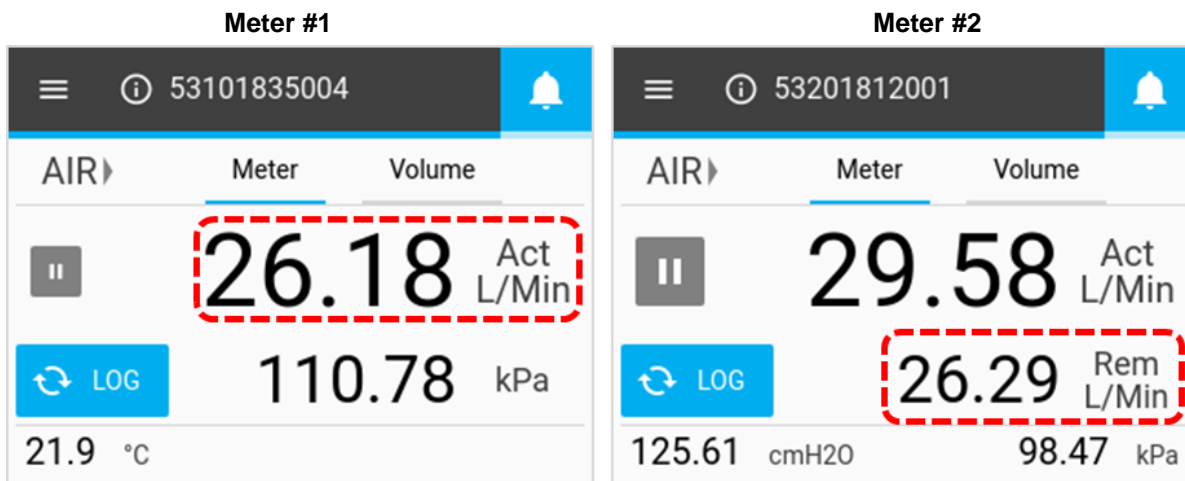 Meter #1
53101835004
AIR Meter Volume
26.18 Act L/Min
LOG 110.78 kPa
21.9 °C
Meter #2
53201812001
AIR Meter Volume
29.58 Act L/Min
LOG 26.29 Rem L/Min
125.61 cmH2O 98.47 kPa